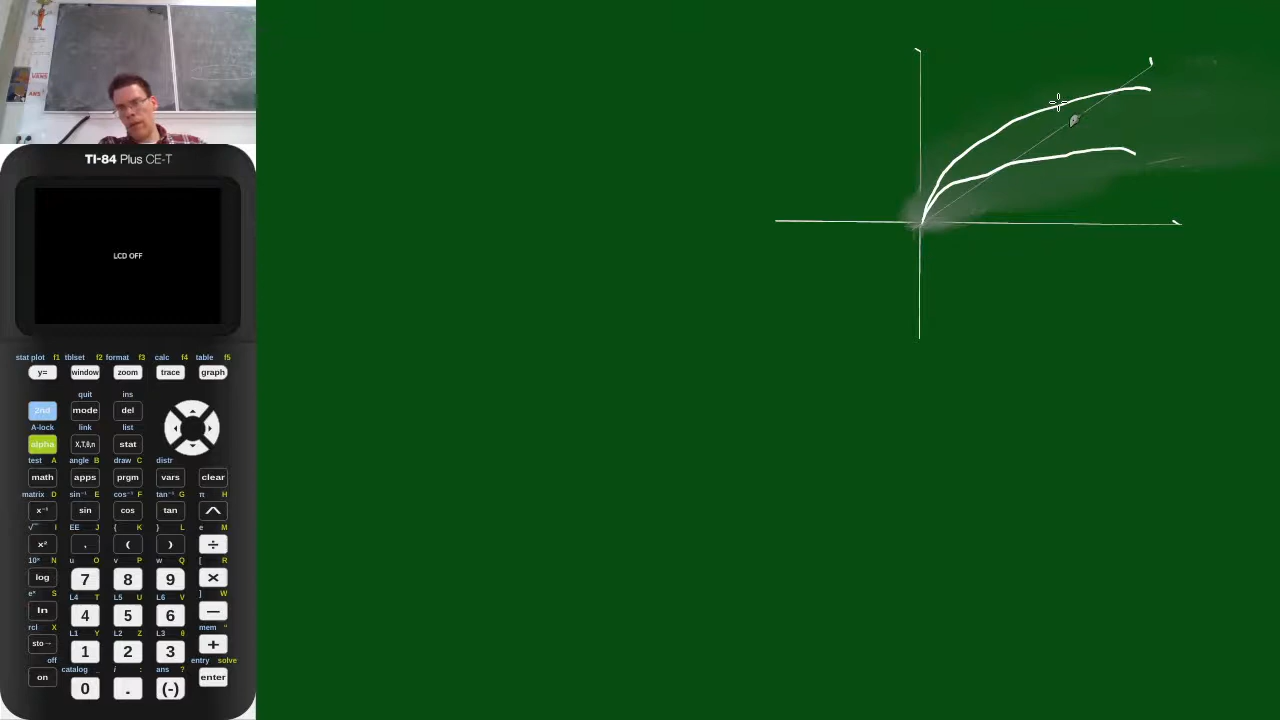 TI-84 Plus CE-T
LCD OFF
stat plot f1 tblset f2 format f3 calc f4 table f5
y= window zoom trace graph
quit ins
2nd mode del
A-lock link list
alpha X,T,θ,n stat
test A angle B draw C distr
math apps prgm vars clear
matrix D sin⁻¹ E cos⁻¹ F tan⁻¹ G π H
x⁻¹ sin cos tan ^
√‾ I EE J { K } L e M
x² , ( ) ÷
10ˣ N u O v P w Q [ R
log 7 8 9 ×
eˣ S L4 T L5 U L6 V ] W
ln 4 5 6 —
rcl X L1 Y L2 Z L3 θ mem "
sto→ 1 2 3 +
off catalog _ i : ans ? entry solve
on 0 . (-) enter